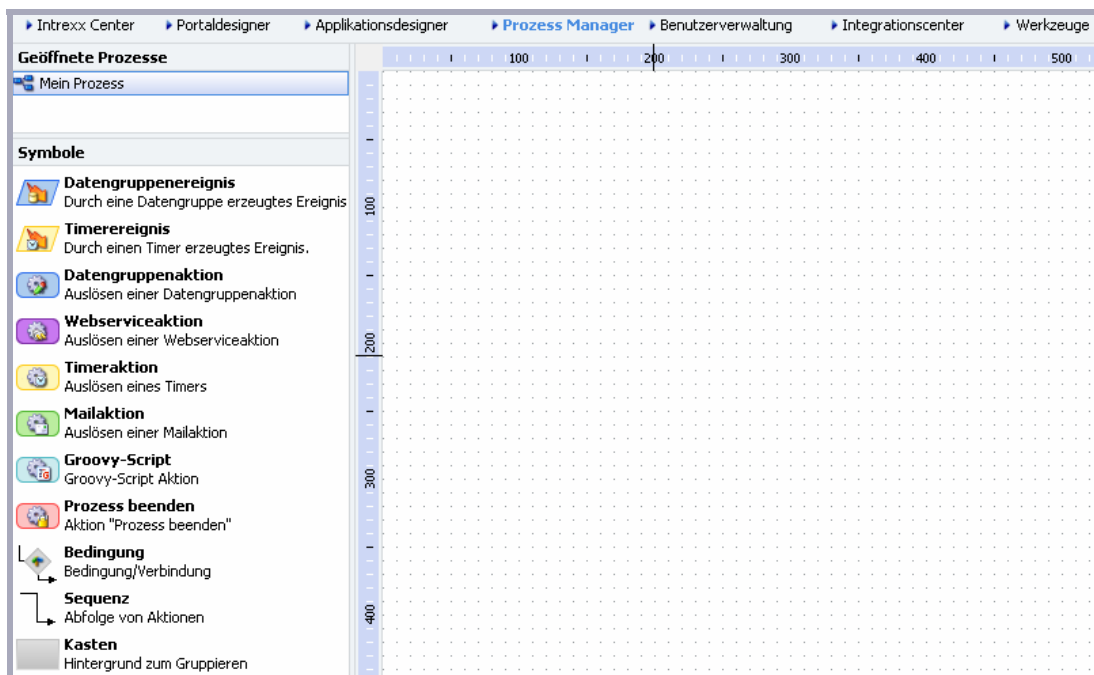 Intrexx Center Portaldesigner Applikationsdesigner Prozess Manager Benutzerverwaltung Integrationscenter Werkzeuge
Geöffnete Prozesse
100 200 300 400 500
Mein Prozess
Symbole
Datengruppenereignis
Durch eine Datengruppe erzeugtes Ereignis
100
Timerereignis
Durch einen Timer erzeugtes Ereignis.
Datengruppenaktion
Auslösen einer Datengruppenaktion
Webserviceaktion
Auslösen einer Webserviceaktion
200
Timeraktion
Auslösen eines Timers
Mailaktion
Auslösen einer Mailaktion
Groovy-Script
Groovy-Script Aktion
300
Prozess beenden
Aktion "Prozess beenden"
Bedingung
Bedingung/Verbindung
Sequenz
Abfolge von Aktionen
400
Kasten
Hintergrund zum Gruppieren